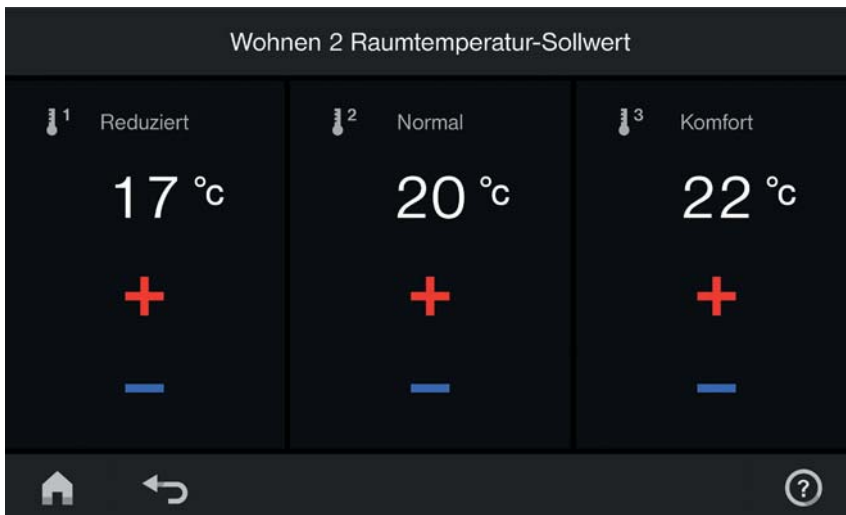 Wohnen 2 Raumtemperatur-Sollwert
1 Reduziert
2 Normal
3 Komfort
17 °C
20 °C
22 °C
+ + +
− − −
?